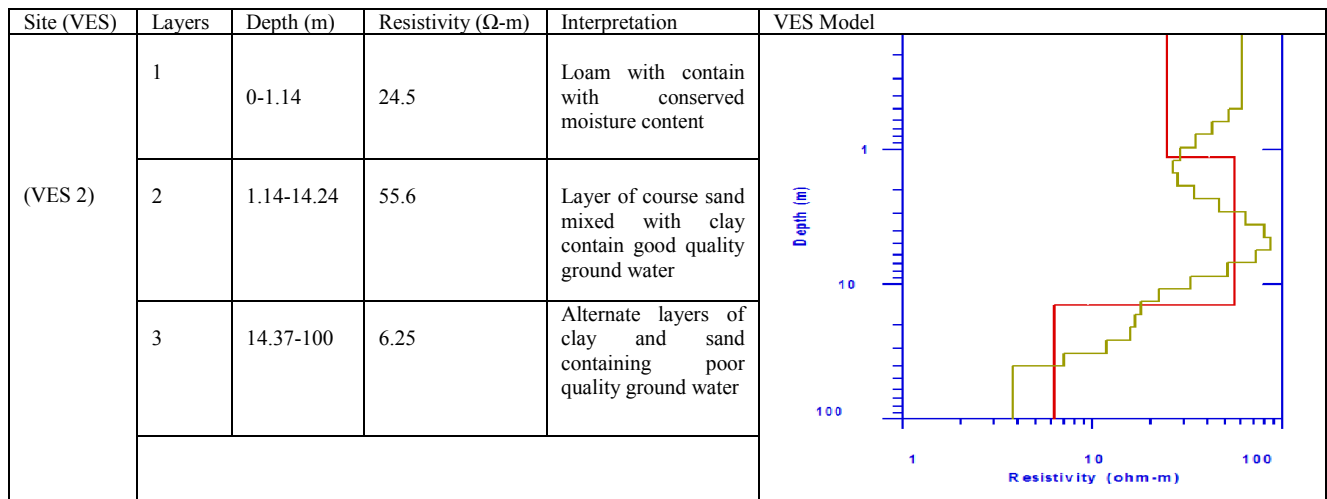 Site (VES) Layers Depth (m) Resistivity (Ω-m) Interpretation VES Model
(VES 2)
1
0-1.14
24.5
Loam with contain
with conserved
moisture content
2
1.14-14.24
55.6
Layer of course sand
mixed with clay
contain good quality
ground water
3
14.37-100
6.25
Alternate layers of
clay and sand
containing poor
quality ground water
Depth (m)
1
10
100
1 10 100
Resistivity (ohm-m)